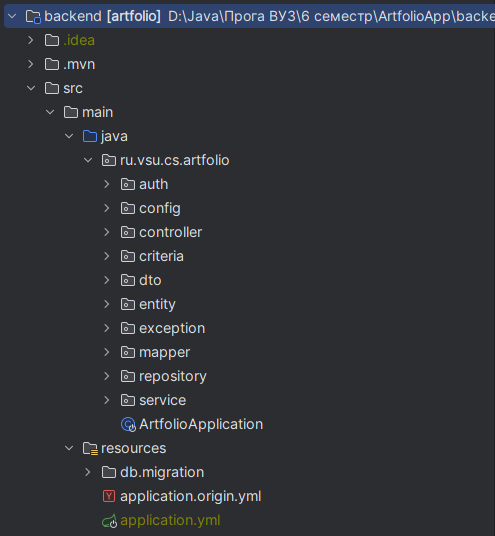 backend [artfolio] D:\Java\Прога ВУЗ\6 семестр\ArtfolioApp\backe
.idea
.mvn
src
main
java
ru.vsu.cs.artfolio
auth
config
controller
criteria
dto
entity
exception
mapper
repository
service
ArtfolioApplication
resources
db.migration
application.origin.yml
application.yml